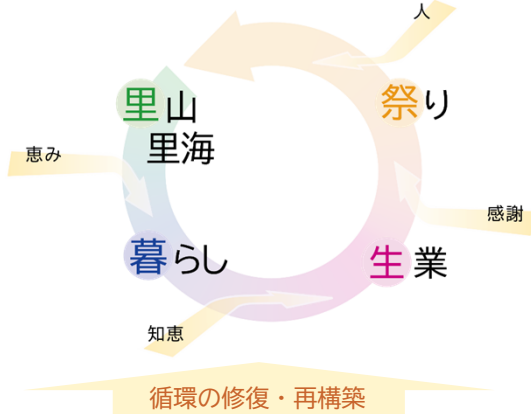 人
里山
里海
祭り
恵み
感謝
暮らし
生業
知恵
循環の修復・再構築